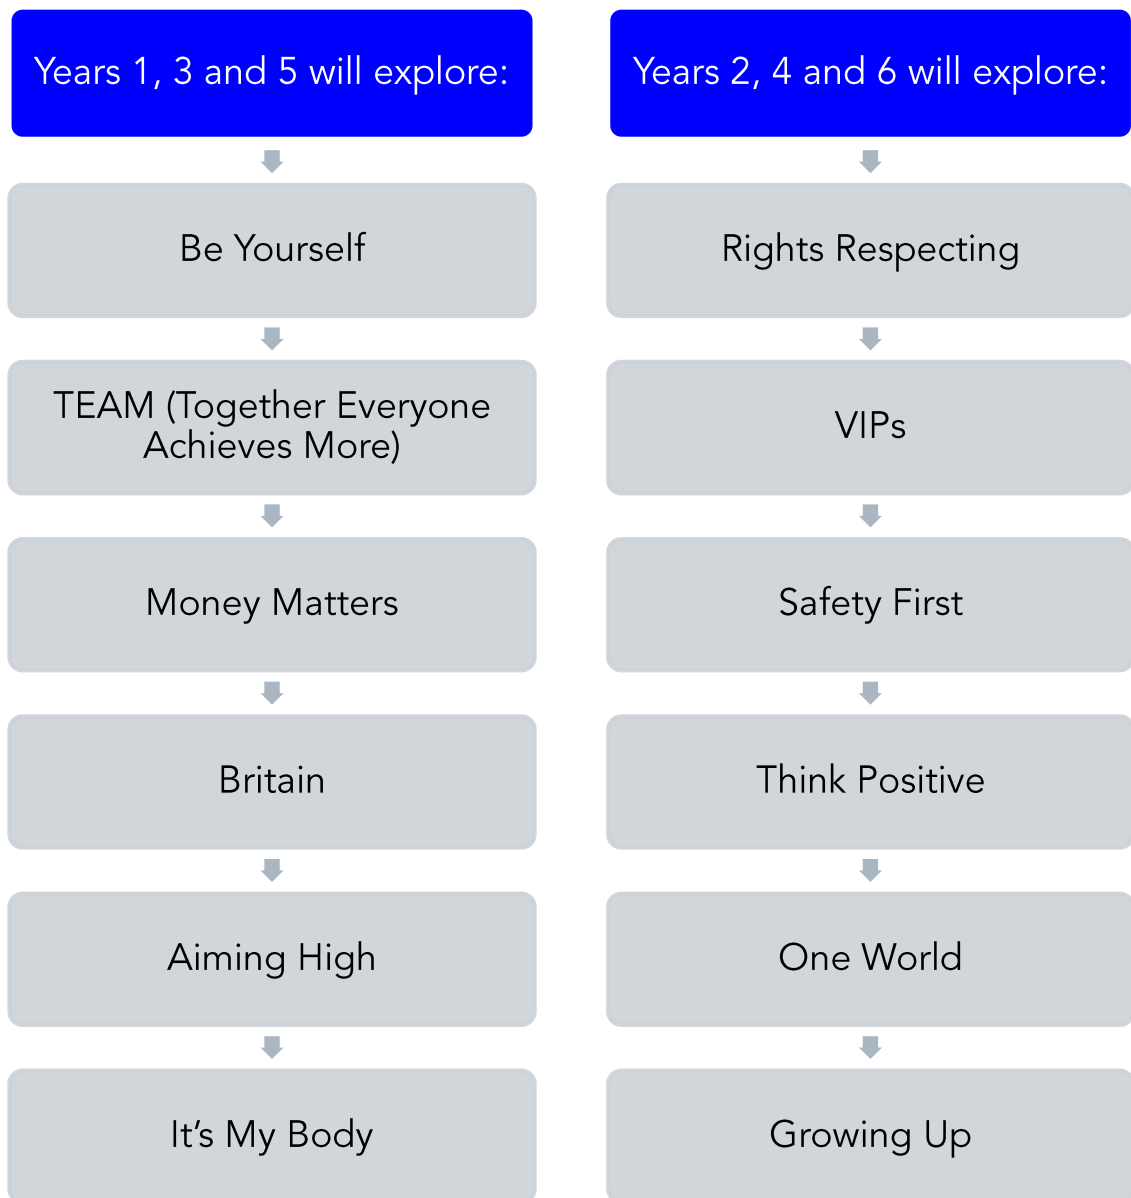 Years 1, 3 and 5 will explore:
Be Yourself
TEAM (Together Everyone
Achieves More)
Money Matters
Britain
Aiming High
It’s My Body
Years 2, 4 and 6 will explore:
Rights Respecting
VIPs
Safety First
Think Positive
One World
Growing Up